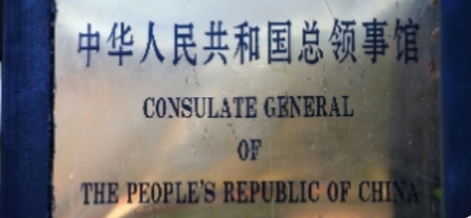 中华人民共和国总领事馆
CONSULATE GENERAL
OF
THE PEOPLE'S REPUBLIC OF CHINA